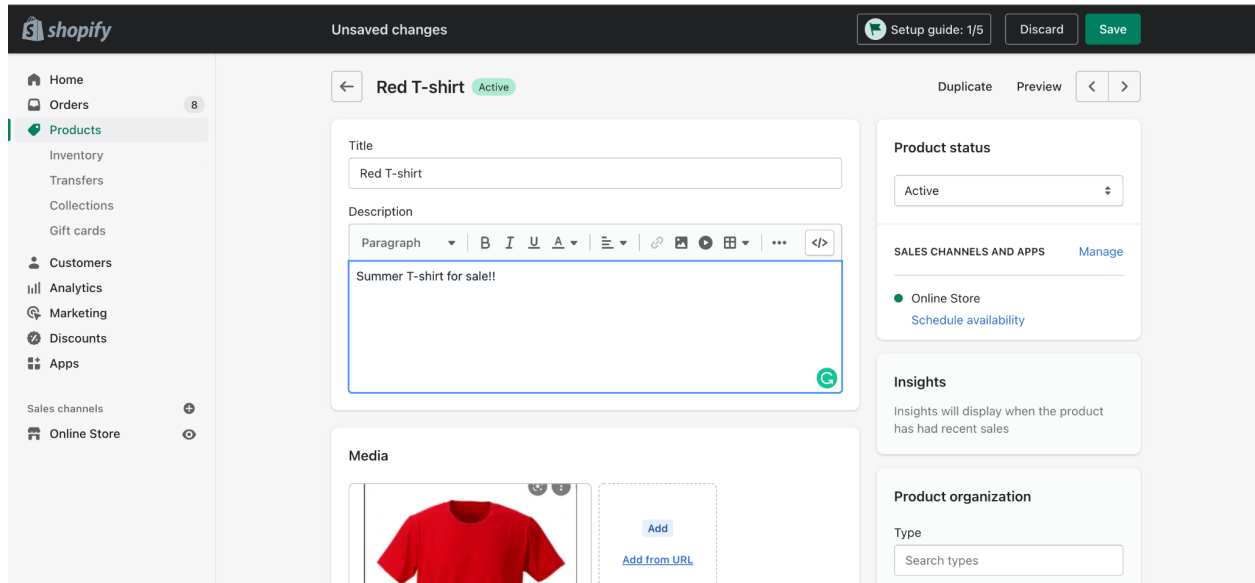 shopify
Unsaved changes
Setup guide: 1/5
Discard
Save
Home
Orders 8
Products
Inventory
Transfers
Collections
Gift cards
Customers
Analytics
Marketing
Discounts
Apps
Sales channels
Online Store
Red T-shirt Active
Duplicate
Preview
Title
Red T-shirt
Description
Paragraph
B I U A
</>
Summer T-shirt for sale!!
Media
Add
Add from URL
Product status
Active
SALES CHANNELS AND APPS Manage
Online Store
Schedule availability
Insights
Insights will display when the product
has had recent sales
Product organization
Type
Search types